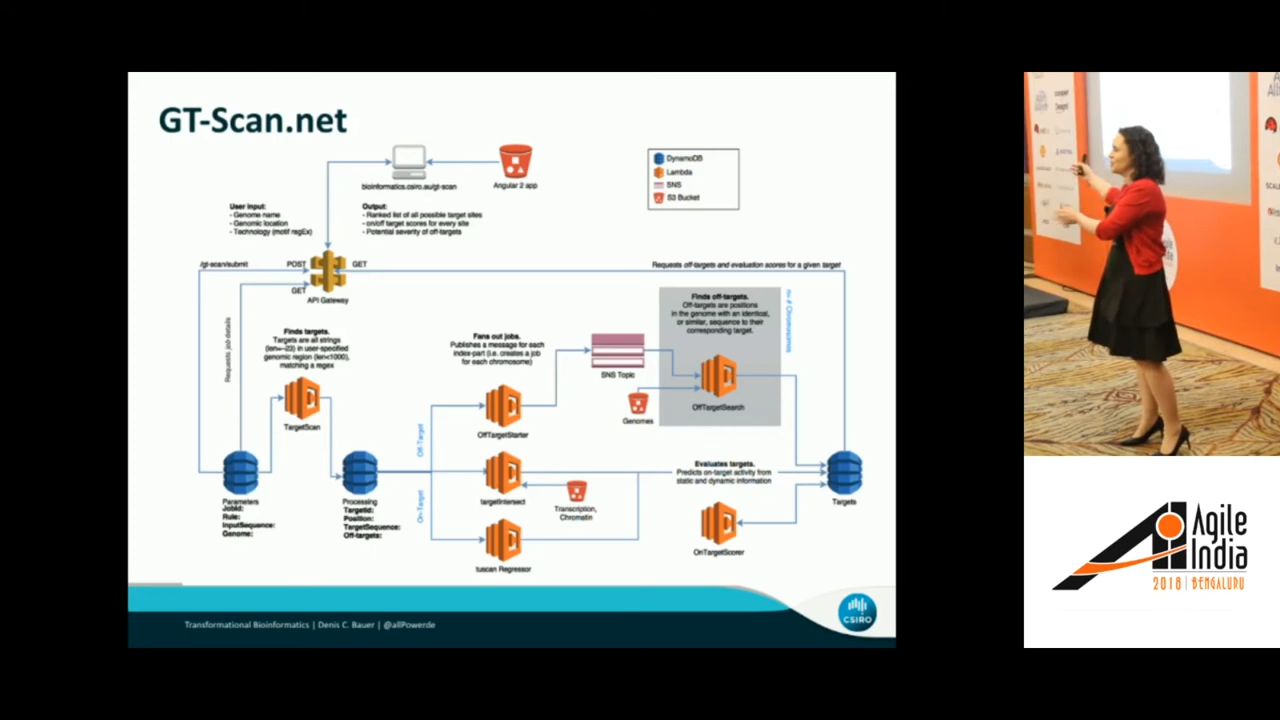 GT-Scan.net
bioinformatics.csiro.au/gt-scan
Angular 2 app
DynamoDB
Lambda
SNS
S3 Bucket
User input:
- Genome name
- Genomic location
- Technology (motif regEx)
Output:
- Ranked list of all possible target sites
- on/off target scores for every site
- Potential severity of off-targets
/gt-scan/submit
POST
GET
GET
API Gateway
Requests off-targets and evaluation scores for a given target
Requests job details
Finds targets.
Targets are all strings
(len=~23) in user-specified
genomic region (len<1000),
matching a regex
TargetScan
Fans out jobs.
Publishes a message for each
index-part (i.e. creates a job
for each chromosome)
OffTargetStarter
SNS Topic
Genomes
Finds off-targets.
Off-targets are positions
in the genome with an identical,
or similar, sequence to their
corresponding target.
OffTargetSearch
n= # Chromosomes
Off-Target
On-Target
Parameters
JobId:
Rule:
InputSequence:
Genome:
Processing
TargetId:
Position:
TargetSequence:
Off-targets:
targetIntersect
Transcription,
Chromatin
tuscan Regressor
Evaluates targets.
Predicts on-target activity from
static and dynamic information
OnTargetScorer
Targets
Transformational Bioinformatics | Denis C. Bauer | @allPowerde
CSIRO
Agile
India
2018 | BENGALURU